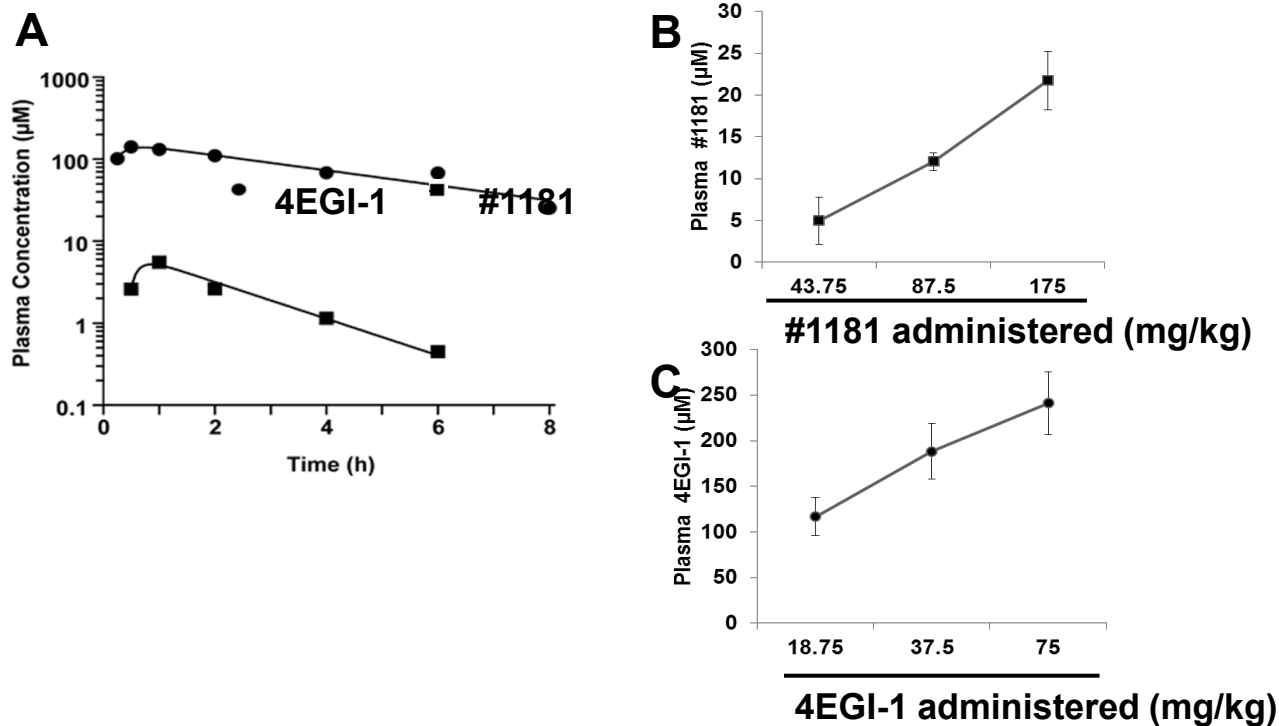 A
Plasma Concentration (µM)
1000
100
10
1
0.1
4EGI-1 #1181
0 2 4 6 8
Time (h)
B
Plasma #1181 (µM)
30
25
20
15
10
5
0
43.75 87.5 175
#1181 administered (mg/kg)
C
Plasma 4EGI-1 (µM)
300
250
200
150
100
50
0
18.75 37.5 75
4EGI-1 administered (mg/kg)